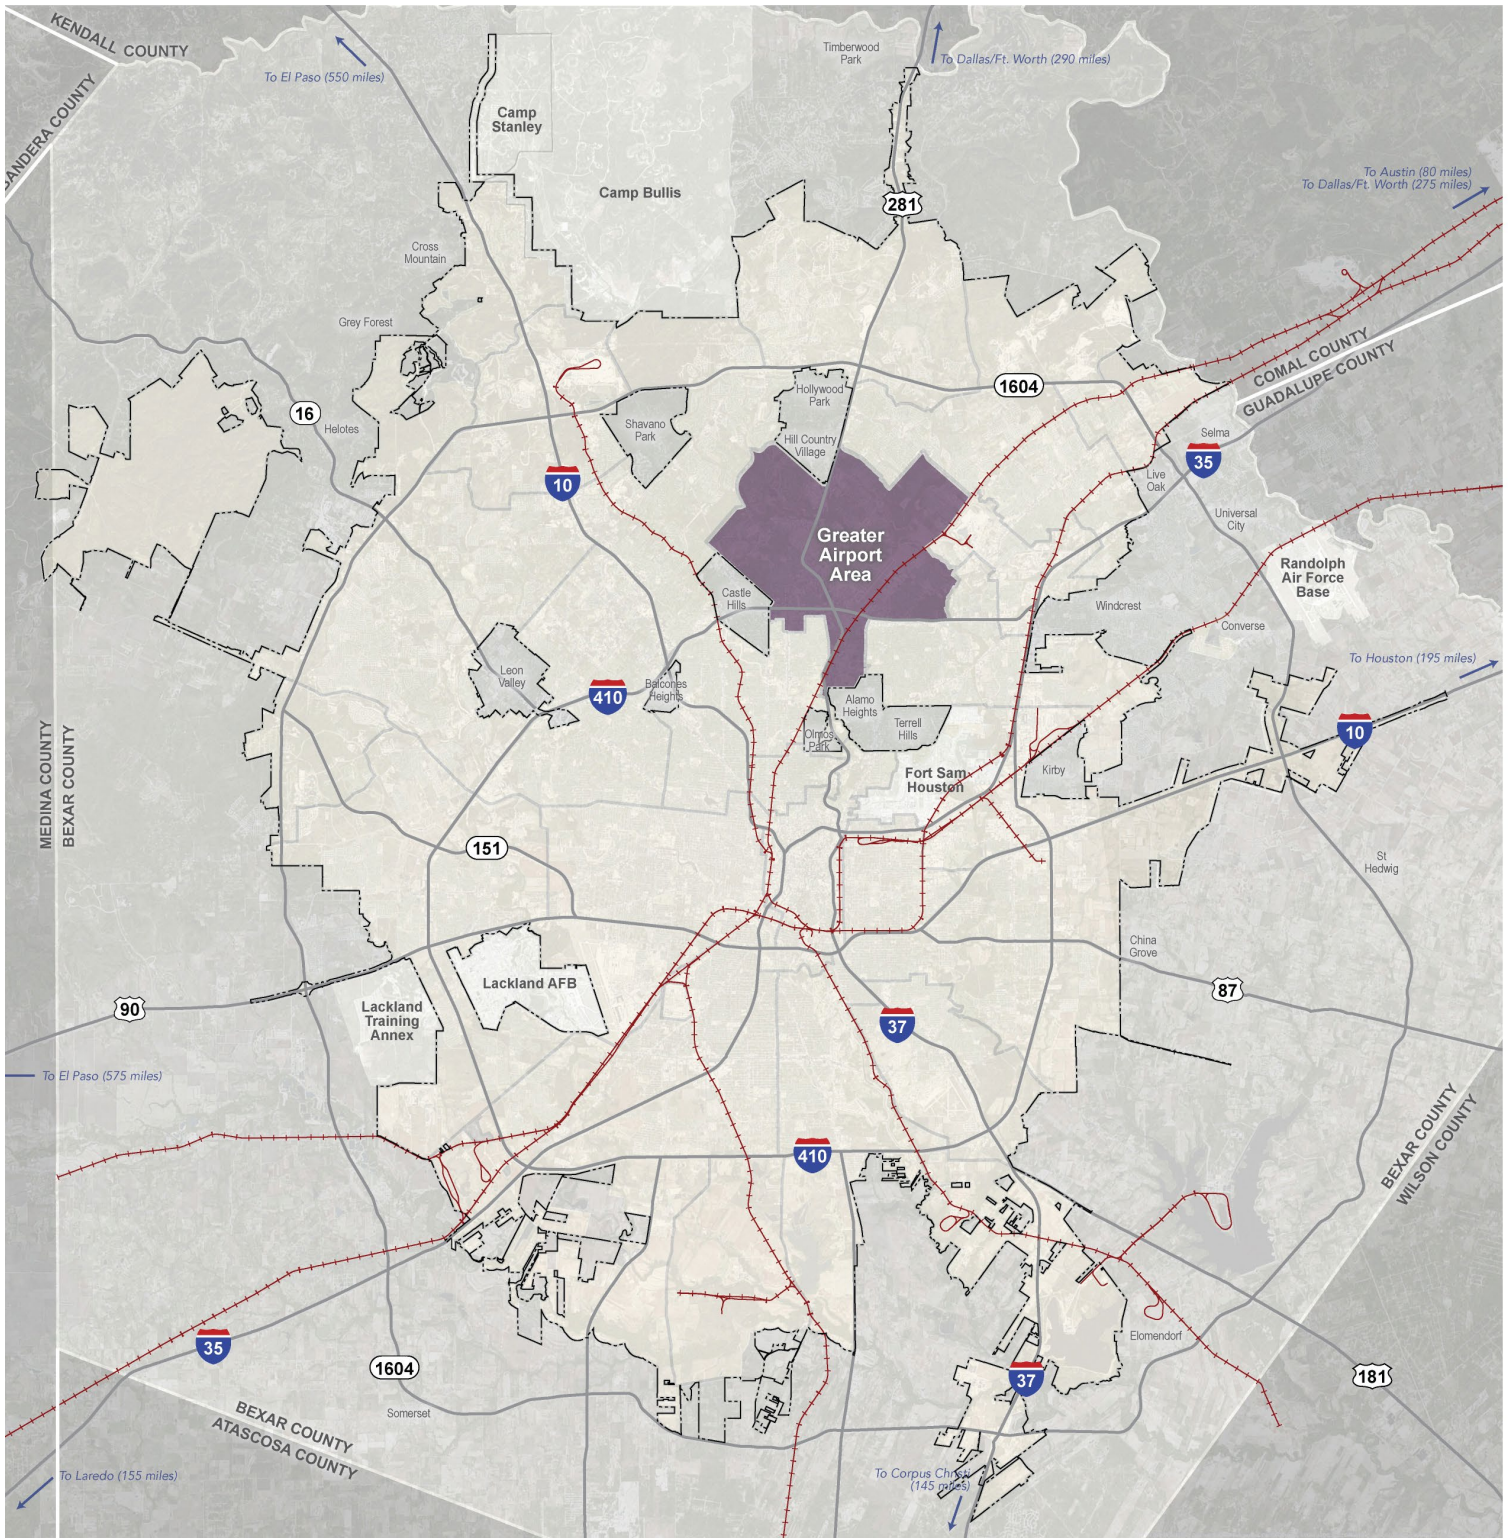 KENDALL COUNTY
BANDERA COUNTY
To El Paso (550 miles)
Timberwood
Park
To Dallas/Ft. Worth (290 miles)
Camp
Stanley
Camp Bullis
281
To Austin (80 miles)
To Dallas/Ft. Worth (275 miles)
Cross
Mountain
Grey Forest
COMAL COUNTY
GUADALUPE COUNTY
Hollywood
Park
1604
16
Helotes
Shavano
Park
Hill Country
Village
Selma
35
Live
Oak
10
Universal
City
Greater
Airport
Area
Randolph
Air Force
Base
Castle
Hills
Windcrest
Converse
To Houston (195 miles)
Leon
Valley
410
Balcones
Heights
Alamo
Heights
Terrell
Hills
Olmos
Park
10
MEDINA COUNTY
BEXAR COUNTY
Fort Sam
Houston
Kirby
151
St
Hedwig
China
Grove
Lackland AFB
87
90
Lackland
Training
Annex
37
To El Paso (575 miles)
BEXAR COUNTY
WILSON COUNTY
410
35
Elomendorf
1604
37
181
Somerset
BEXAR COUNTY
ATASCOSA COUNTY
To Laredo (155 miles)
To Corpus Christi
(145 miles)